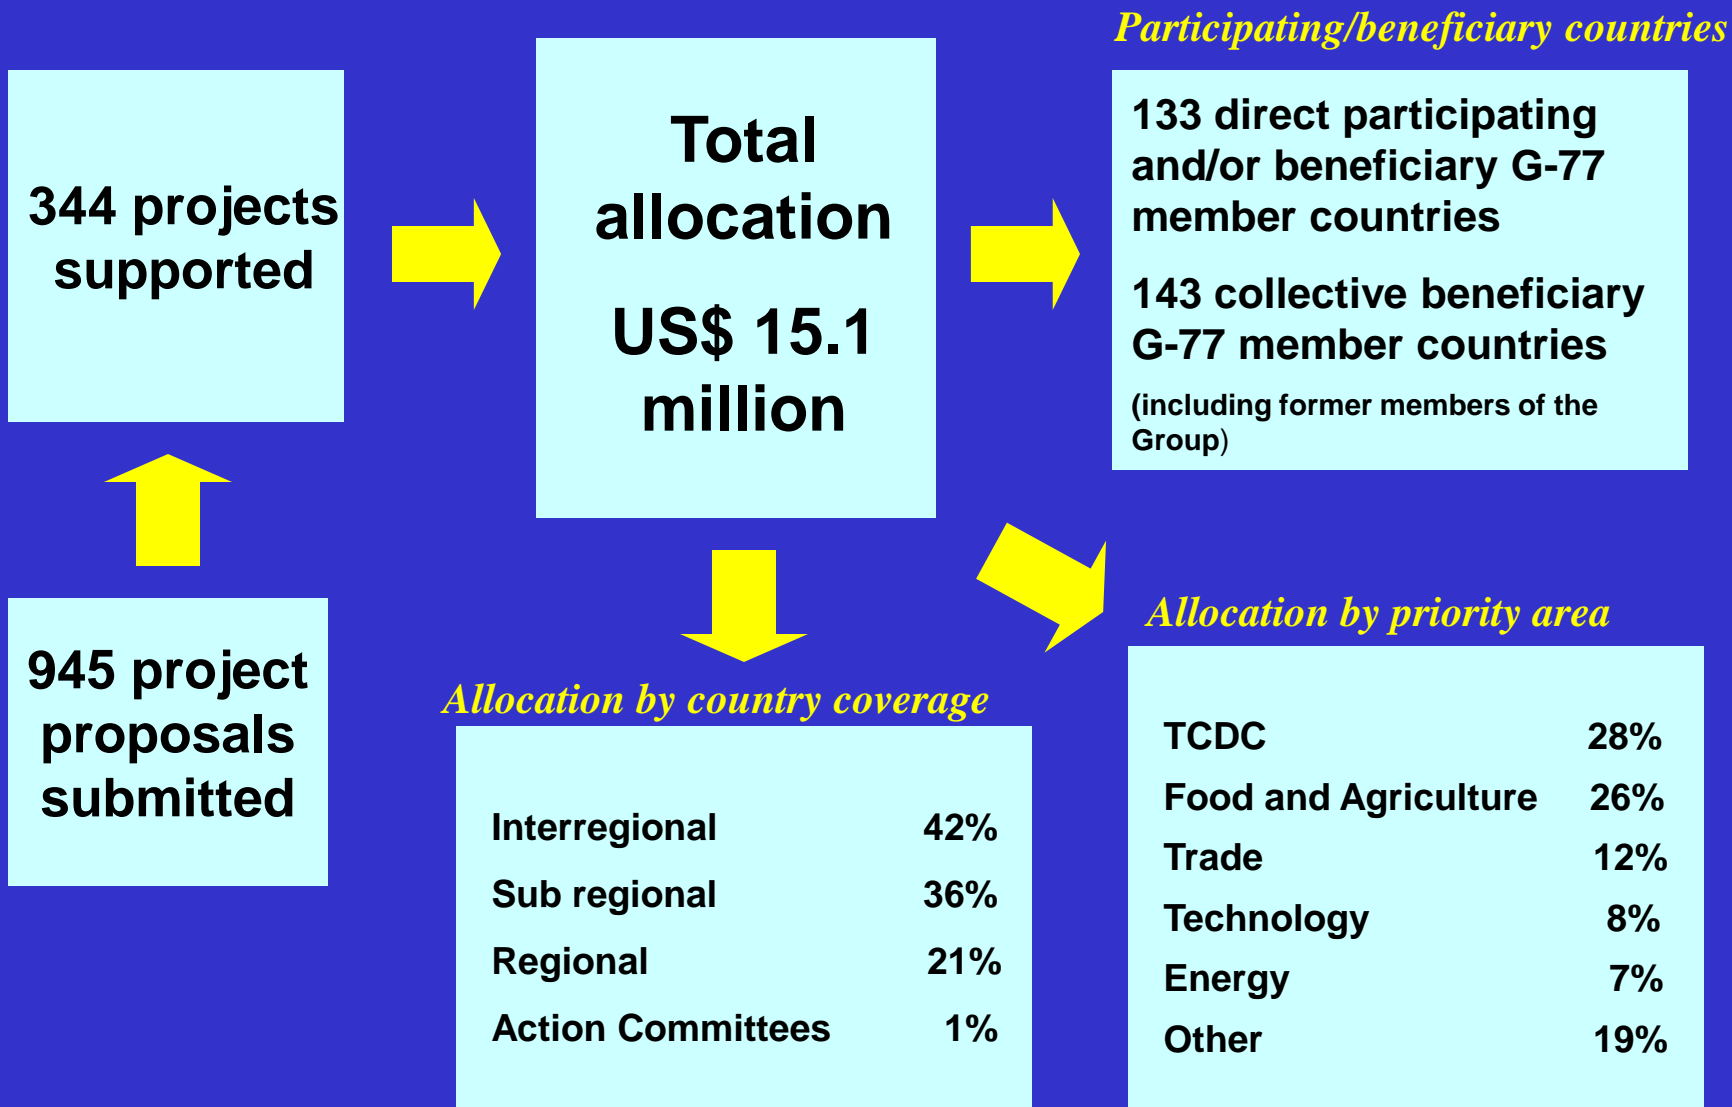 344 projects
supported
945 project
proposals
submitted
Total
allocation
US$ 15.1
million
Participating/beneficiary countries
133 direct participating
and/or beneficiary G-77
member countries
143 collective beneficiary
G-77 member countries
(including former members of the
Group)
Allocation by country coverage
Interregional 42%
Sub regional 36%
Regional 21%
Action Committees 1%
Allocation by priority area
TCDC 28%
Food and Agriculture 26%
Trade 12%
Technology 8%
Energy 7%
Other 19%